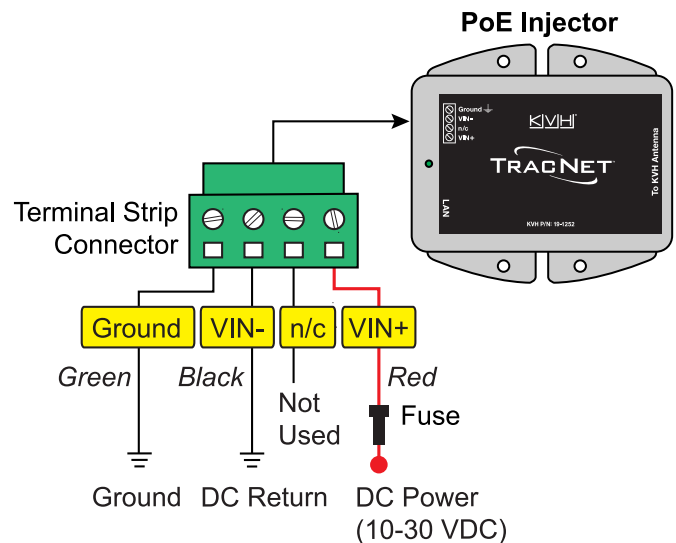 PoE Injector
Ground
VIN-
n/c
VIN+
KVH
TRACNET
To KVH Antenna
LAN
KVH P/N: 19-1252
Terminal Strip
Connector
Ground
VIN-
n/c
VIN+
Green
Black
Red
Not
Used
Fuse
Ground
DC Return
DC Power
(10-30 VDC)